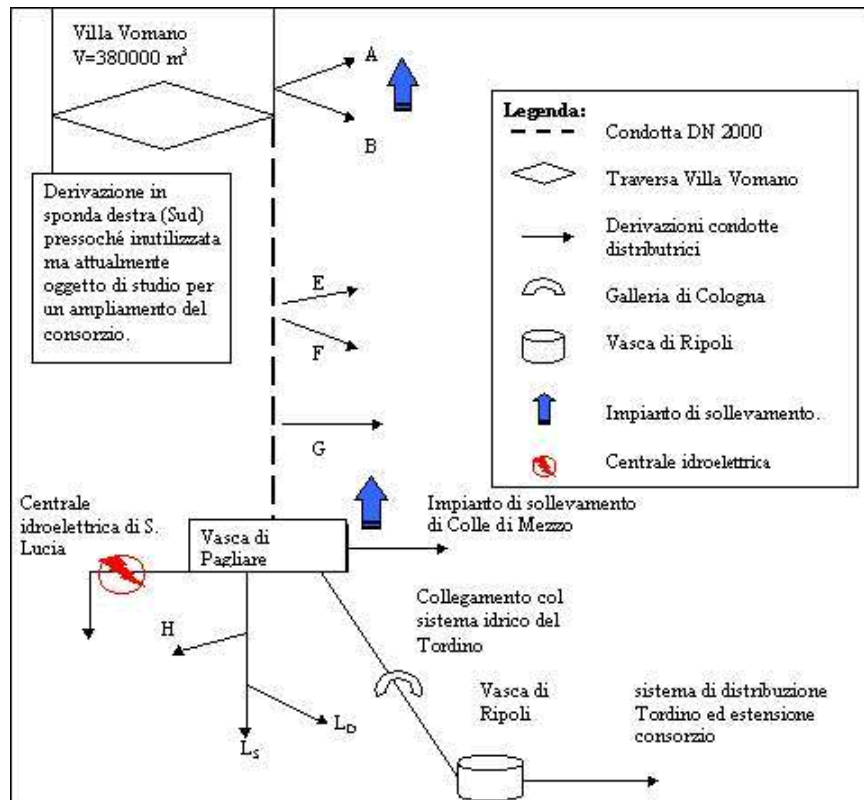 Villa Vomano
V=380000 m³
A
B
Derivazione in
sponda destra (Sud)
pressoché inutilizzata
ma attualmente
oggetto di studio per
un ampliamento del
consorzio.
E
F
G
Legenda:
Condotta DN 2000
Traversa Villa Vomano
Derivazioni condotte
distributrici
Galleria di Cologna
Vasca di Ripoli
Impianto di sollevamento.
Centrale idroelettrica
Centrale
idroelettrica di S.
Lucia
Vasca di
Pagliare
Impianto di sollevamento
di Colle di Mezzo
Collegamento col
sistema idrico del
Tordino
H
L_D
L_S
Vasca di
Ripoli
sistema di distribuzione
Tordino ed estensione
consorzio